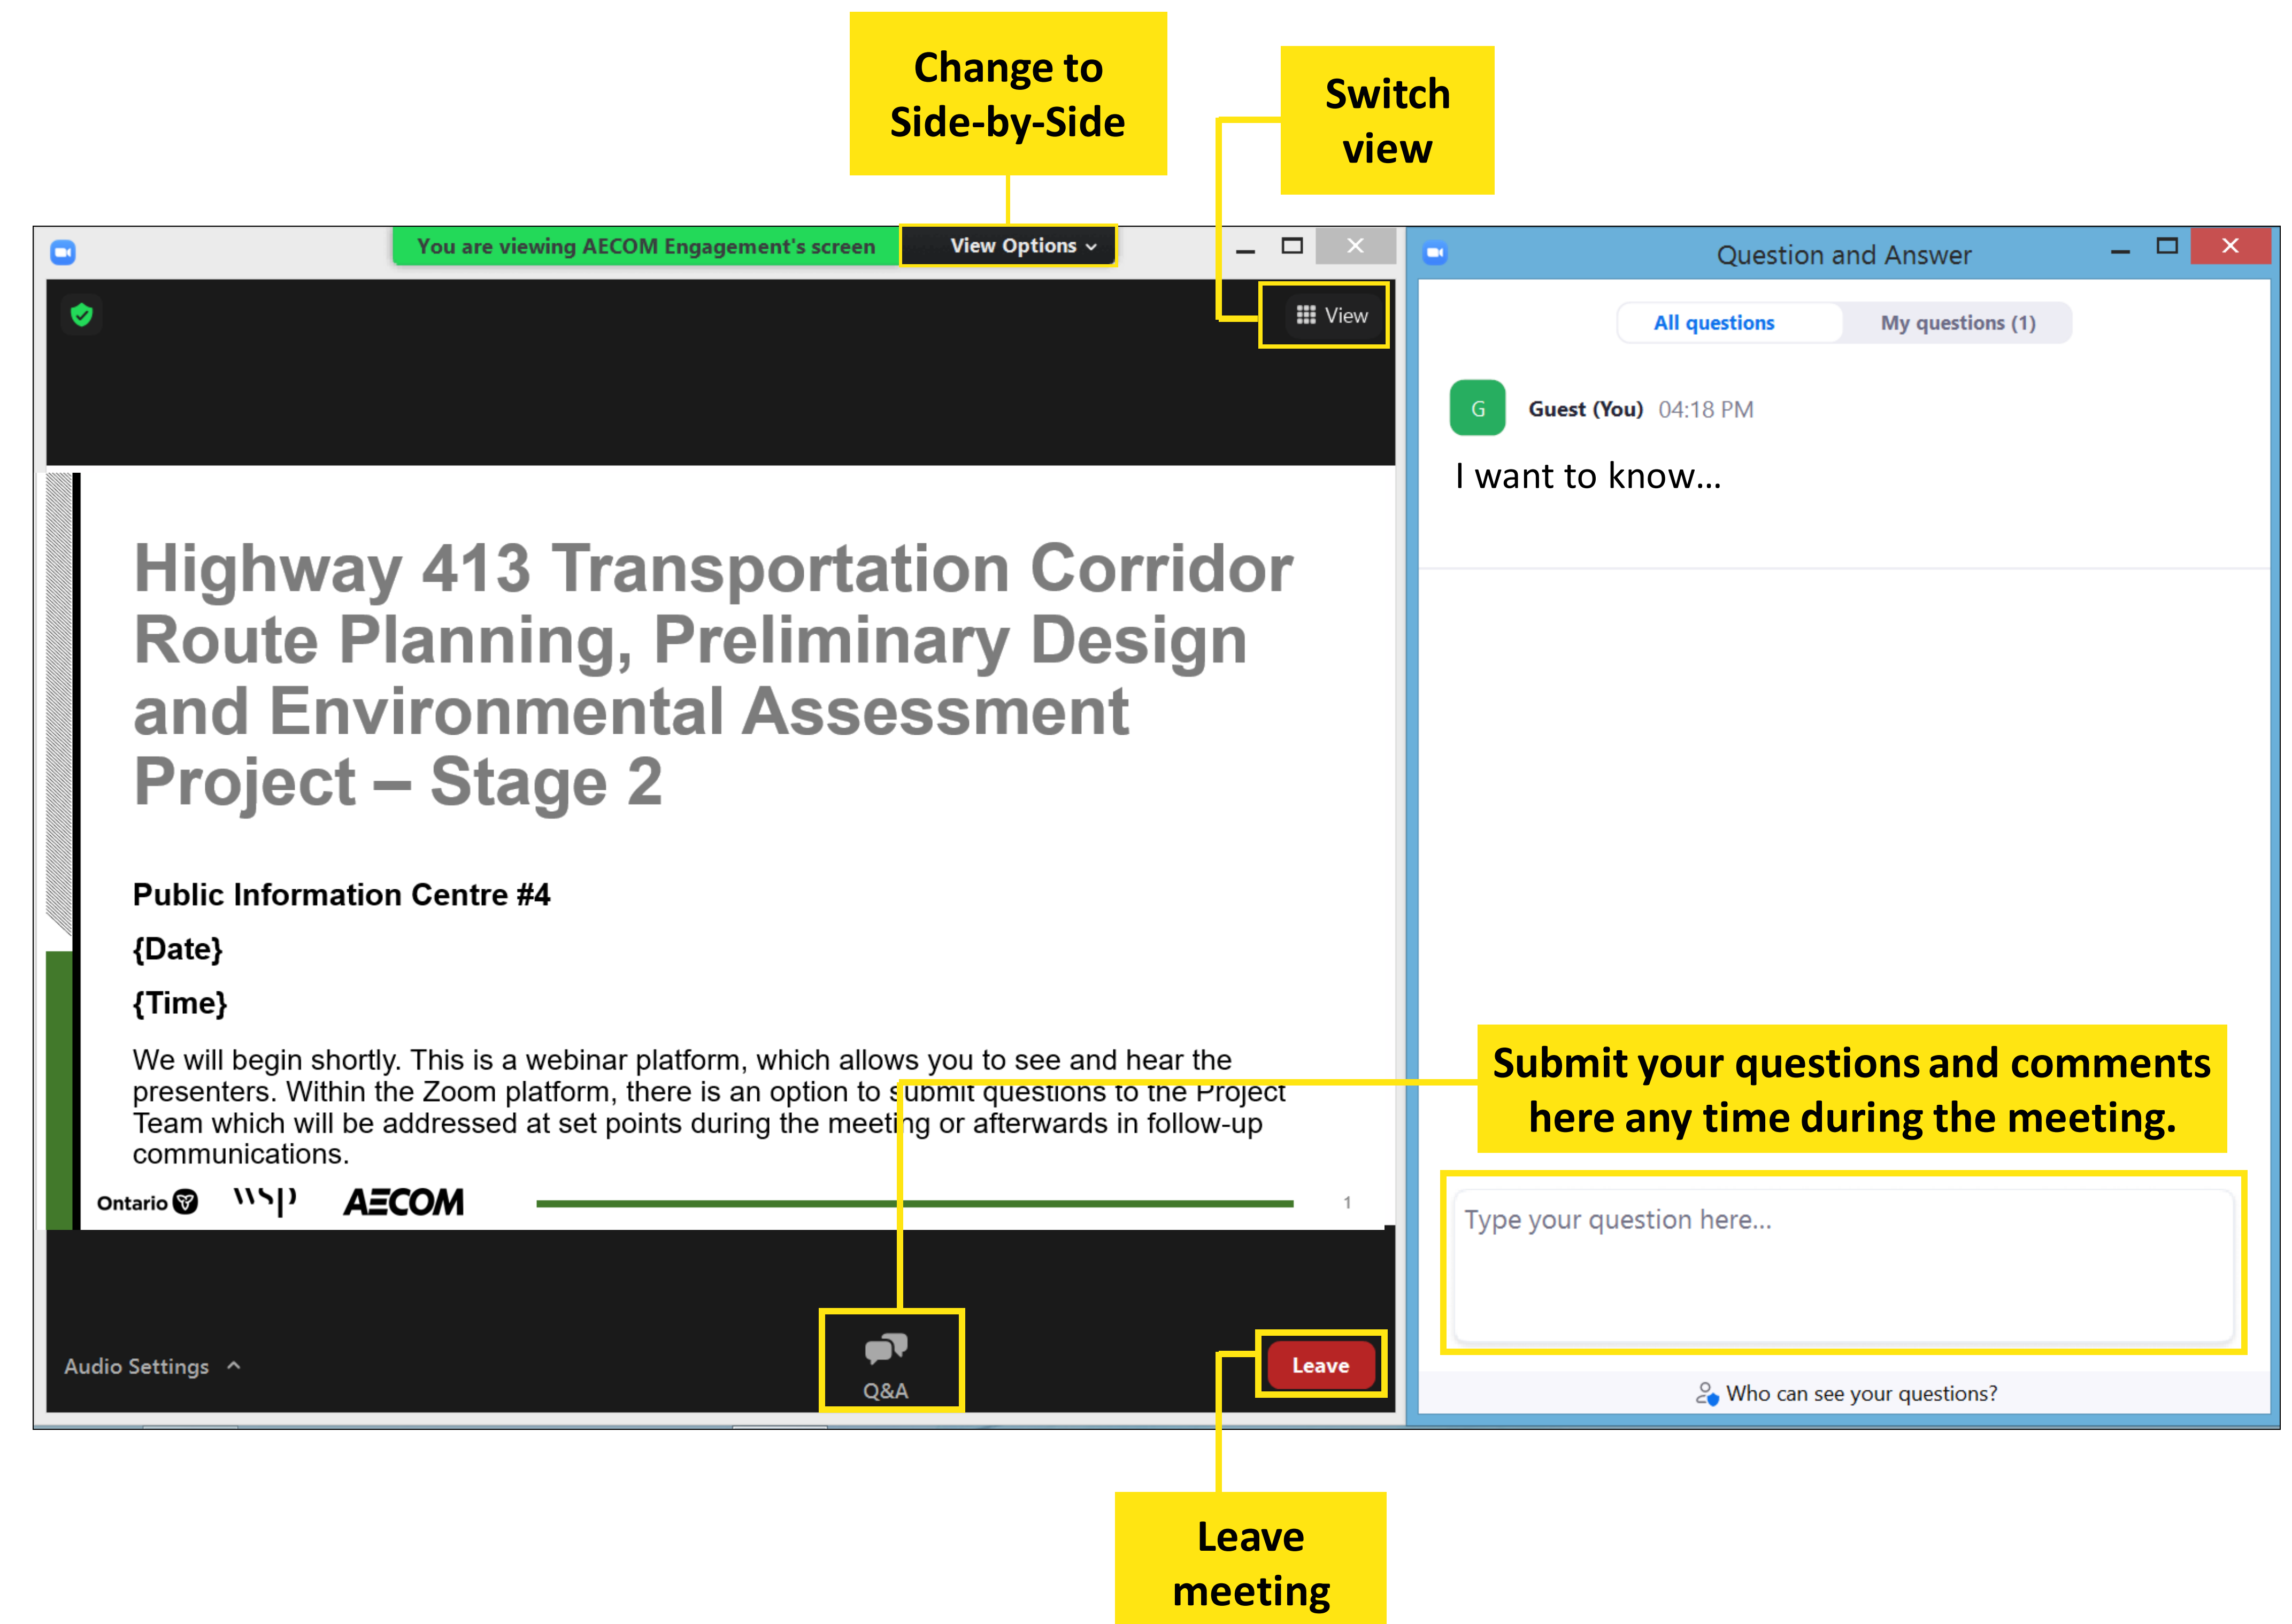 Change to
Side-by-Side
Switch
view
You are viewing AECOM Engagement's screen
View Options
View
Highway 413 Transportation Corridor
Route Planning, Preliminary Design
and Environmental Assessment
Project – Stage 2
Public Information Centre #4
{Date}
{Time}
We will begin shortly. This is a webinar platform, which allows you to see and hear the
presenters. Within the Zoom platform, there is an option to submit questions to the Project
Team which will be addressed at set points during the meeting or afterwards in follow-up
communications.
Ontario wsp AECOM 1
Audio Settings
Q&A
Leave
Question and Answer
All questions My questions (1)
G Guest (You) 04:18 PM
I want to know...
Submit your questions and comments
here any time during the meeting.
Type your question here...
Who can see your questions?
Leave
meeting